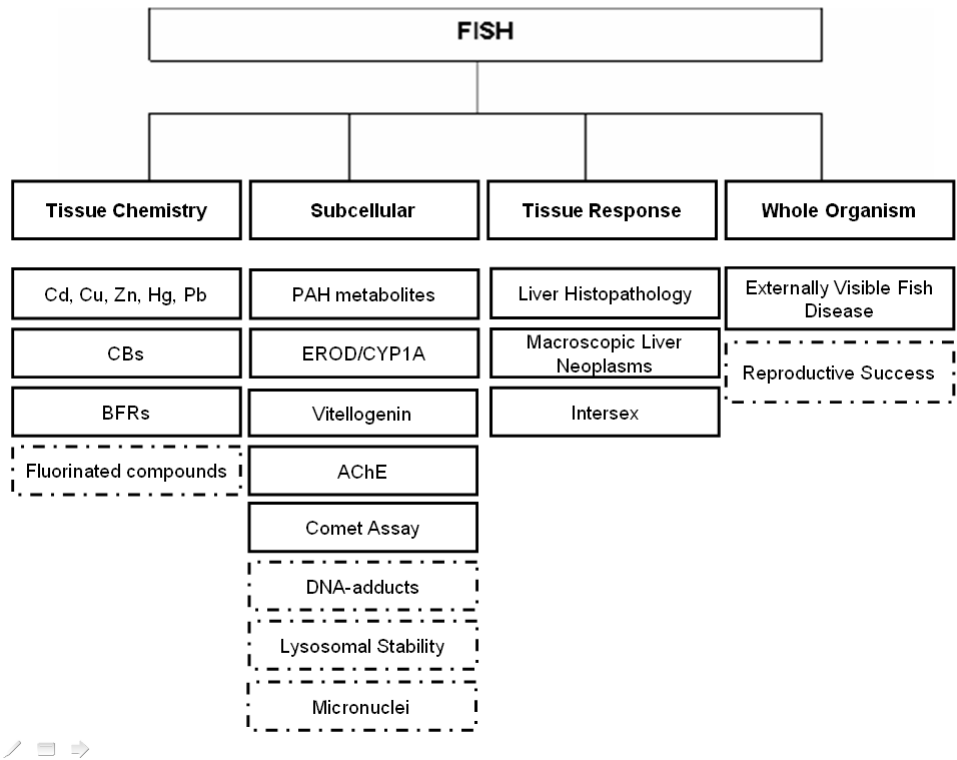 FISH
Tissue Chemistry
Cd, Cu, Zn, Hg, Pb
CBs
BFRs
Fluorinated compounds
Subcellular
PAH metabolites
EROD/CYP1A
Vitellogenin
AChE
Comet Assay
DNA-adducts
Lysosomal Stability
Micronuclei
Tissue Response
Liver Histopathology
Macroscopic Liver
Neoplasms
Intersex
Whole Organism
Externally Visible Fish
Disease
Reproductive Success